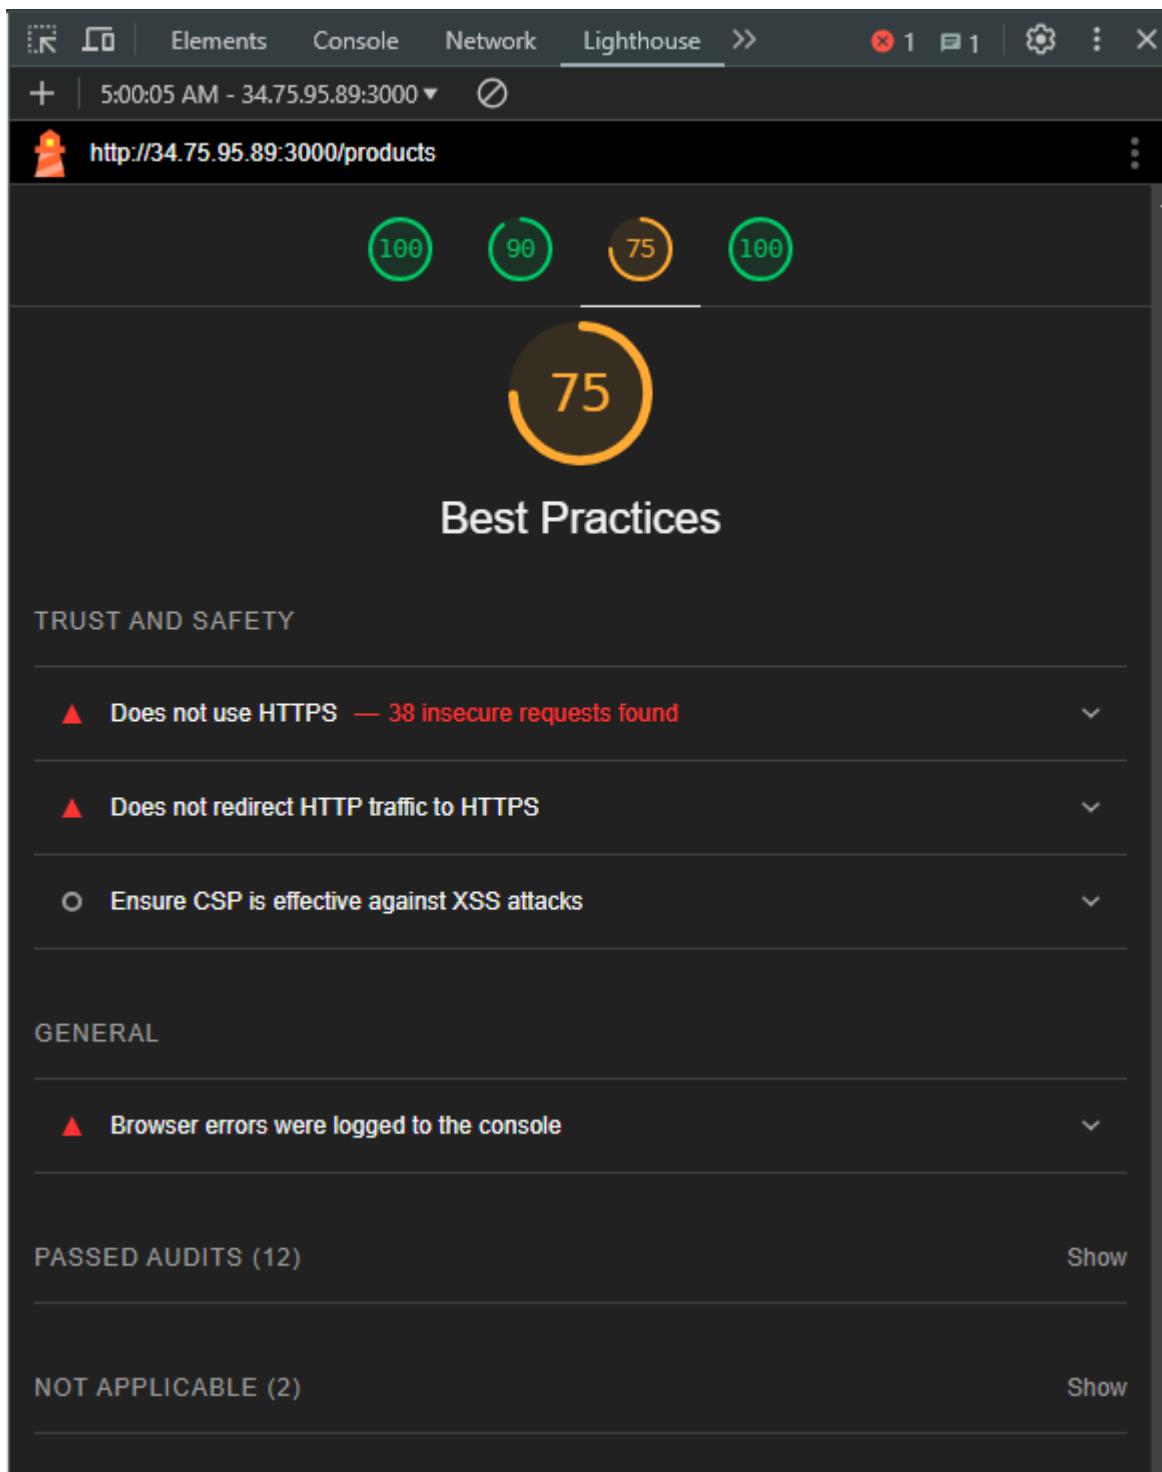 Elements Console Network Lighthouse 1 1
5:00:05 AM - 34.75.95.89:3000
http://34.75.95.89:3000/products
100 90 75 100
75
Best Practices
TRUST AND SAFETY
Does not use HTTPS — 38 insecure requests found
Does not redirect HTTP traffic to HTTPS
Ensure CSP is effective against XSS attacks
GENERAL
Browser errors were logged to the console
PASSED AUDITS (12) Show
NOT APPLICABLE (2) Show